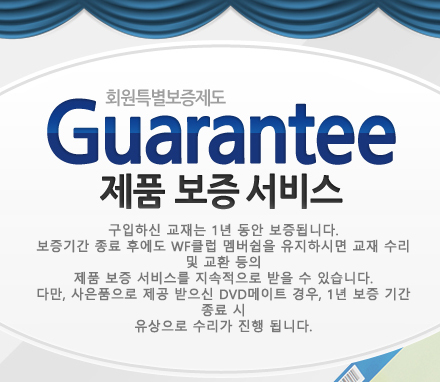 회원특별보증제도
Guarantee
제품 보증 서비스
구입하신 교재는 1년 동안 보증됩니다.
보증기간 종료 후에도 WF클럽 멤버쉽을 유지하시면 교재 수리
및 교환 등의
제품 보증 서비스를 지속적으로 받을 수 있습니다.
다만, 사은품으로 제공 받으신 DVD메이트 경우, 1년 보증 기간
종료 시
유상으로 수리가 진행 됩니다.